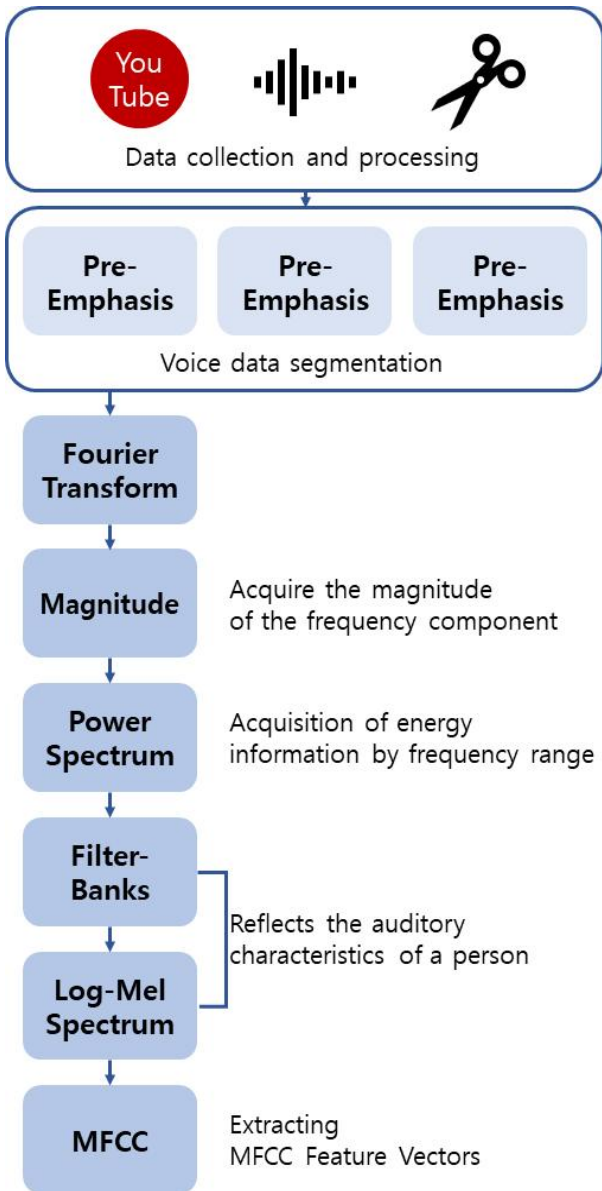 You
Tube
Data collection and processing
Pre-
Emphasis
Pre-
Emphasis
Pre-
Emphasis
Voice data segmentation
Fourier
Transform
Magnitude
Acquire the magnitude
of the frequency component
Power
Spectrum
Acquisition of energy
information by frequency range
Filter-
Banks
Reflects the auditory
characteristics of a person
Log-Mel
Spectrum
MFCC
Extracting
MFCC Feature Vectors